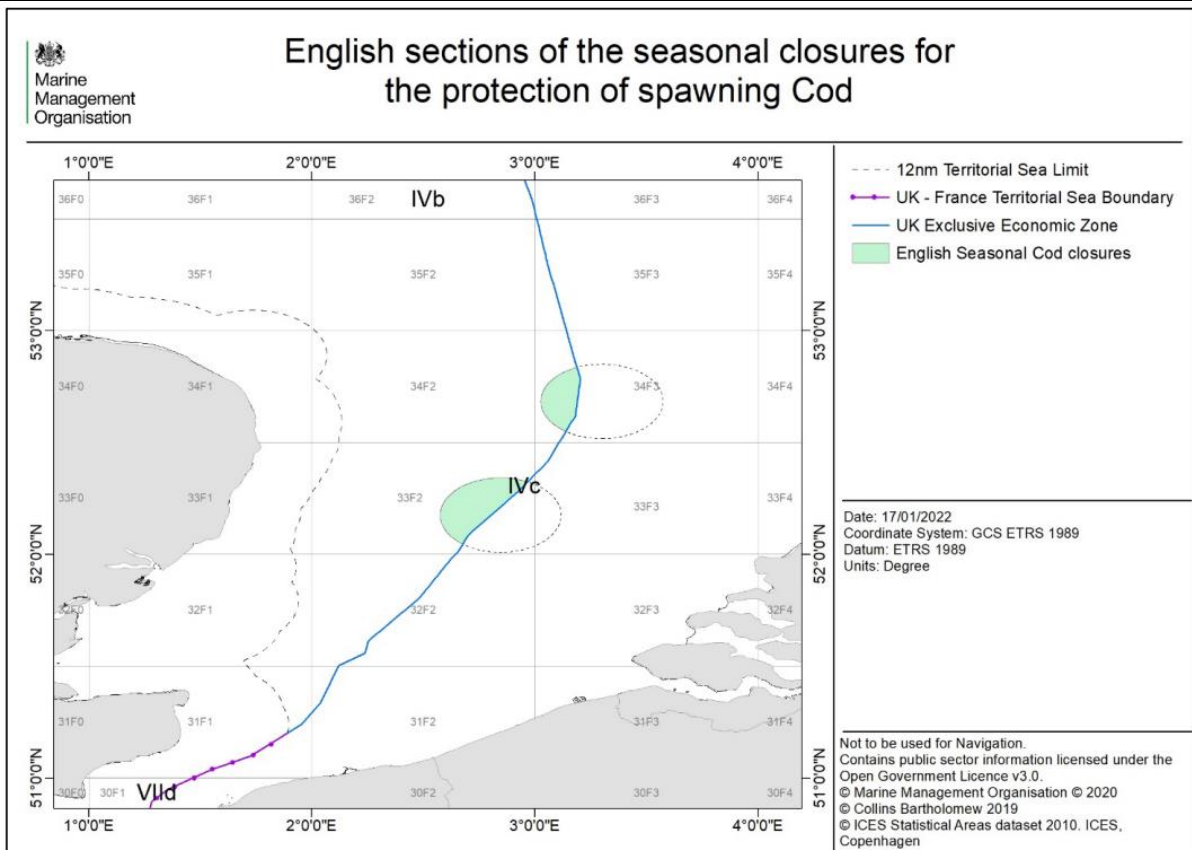 Marine
Management
Organisation
English sections of the seasonal closures for
the protection of spawning Cod
1°0'0"E 2°0'0"E 3°0'0"E 4°0'0"E
36F0 36F1 36F2 IVb 36F3 36F4
35F0 35F1 35F2 35F3 35F4
53°0'0"N 53°0'0"N
34F0 34F1 34F2 34F3 34F4
33F0 33F1 33F2 IVc 33F3 33F4
52°0'0"N 52°0'0"N
32F0 32F1 32F2 32F3 32F4
31F0 31F1 31F2 31F3 31F4
51°0'0"N 51°0'0"N
30F0 30F1 VIId 30F2 30F3 30F4
1°0'0"E 2°0'0"E 3°0'0"E 4°0'0"E
12nm Territorial Sea Limit
UK - France Territorial Sea Boundary
UK Exclusive Economic Zone
English Seasonal Cod closures
Date: 17/01/2022
Coordinate System: GCS ETRS 1989
Datum: ETRS 1989
Units: Degree
Not to be used for Navigation.
Contains public sector information licensed under the
Open Government Licence v3.0.
© Marine Management Organisation © 2020
© Collins Bartholomew 2019
© ICES Statistical Areas dataset 2010. ICES,
Copenhagen